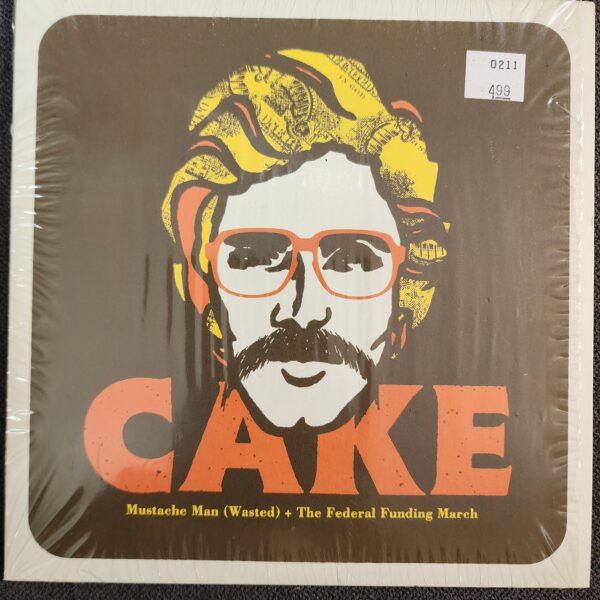 0211
499
CAKE
Mustache Man (Wasted) + The Federal Funding March